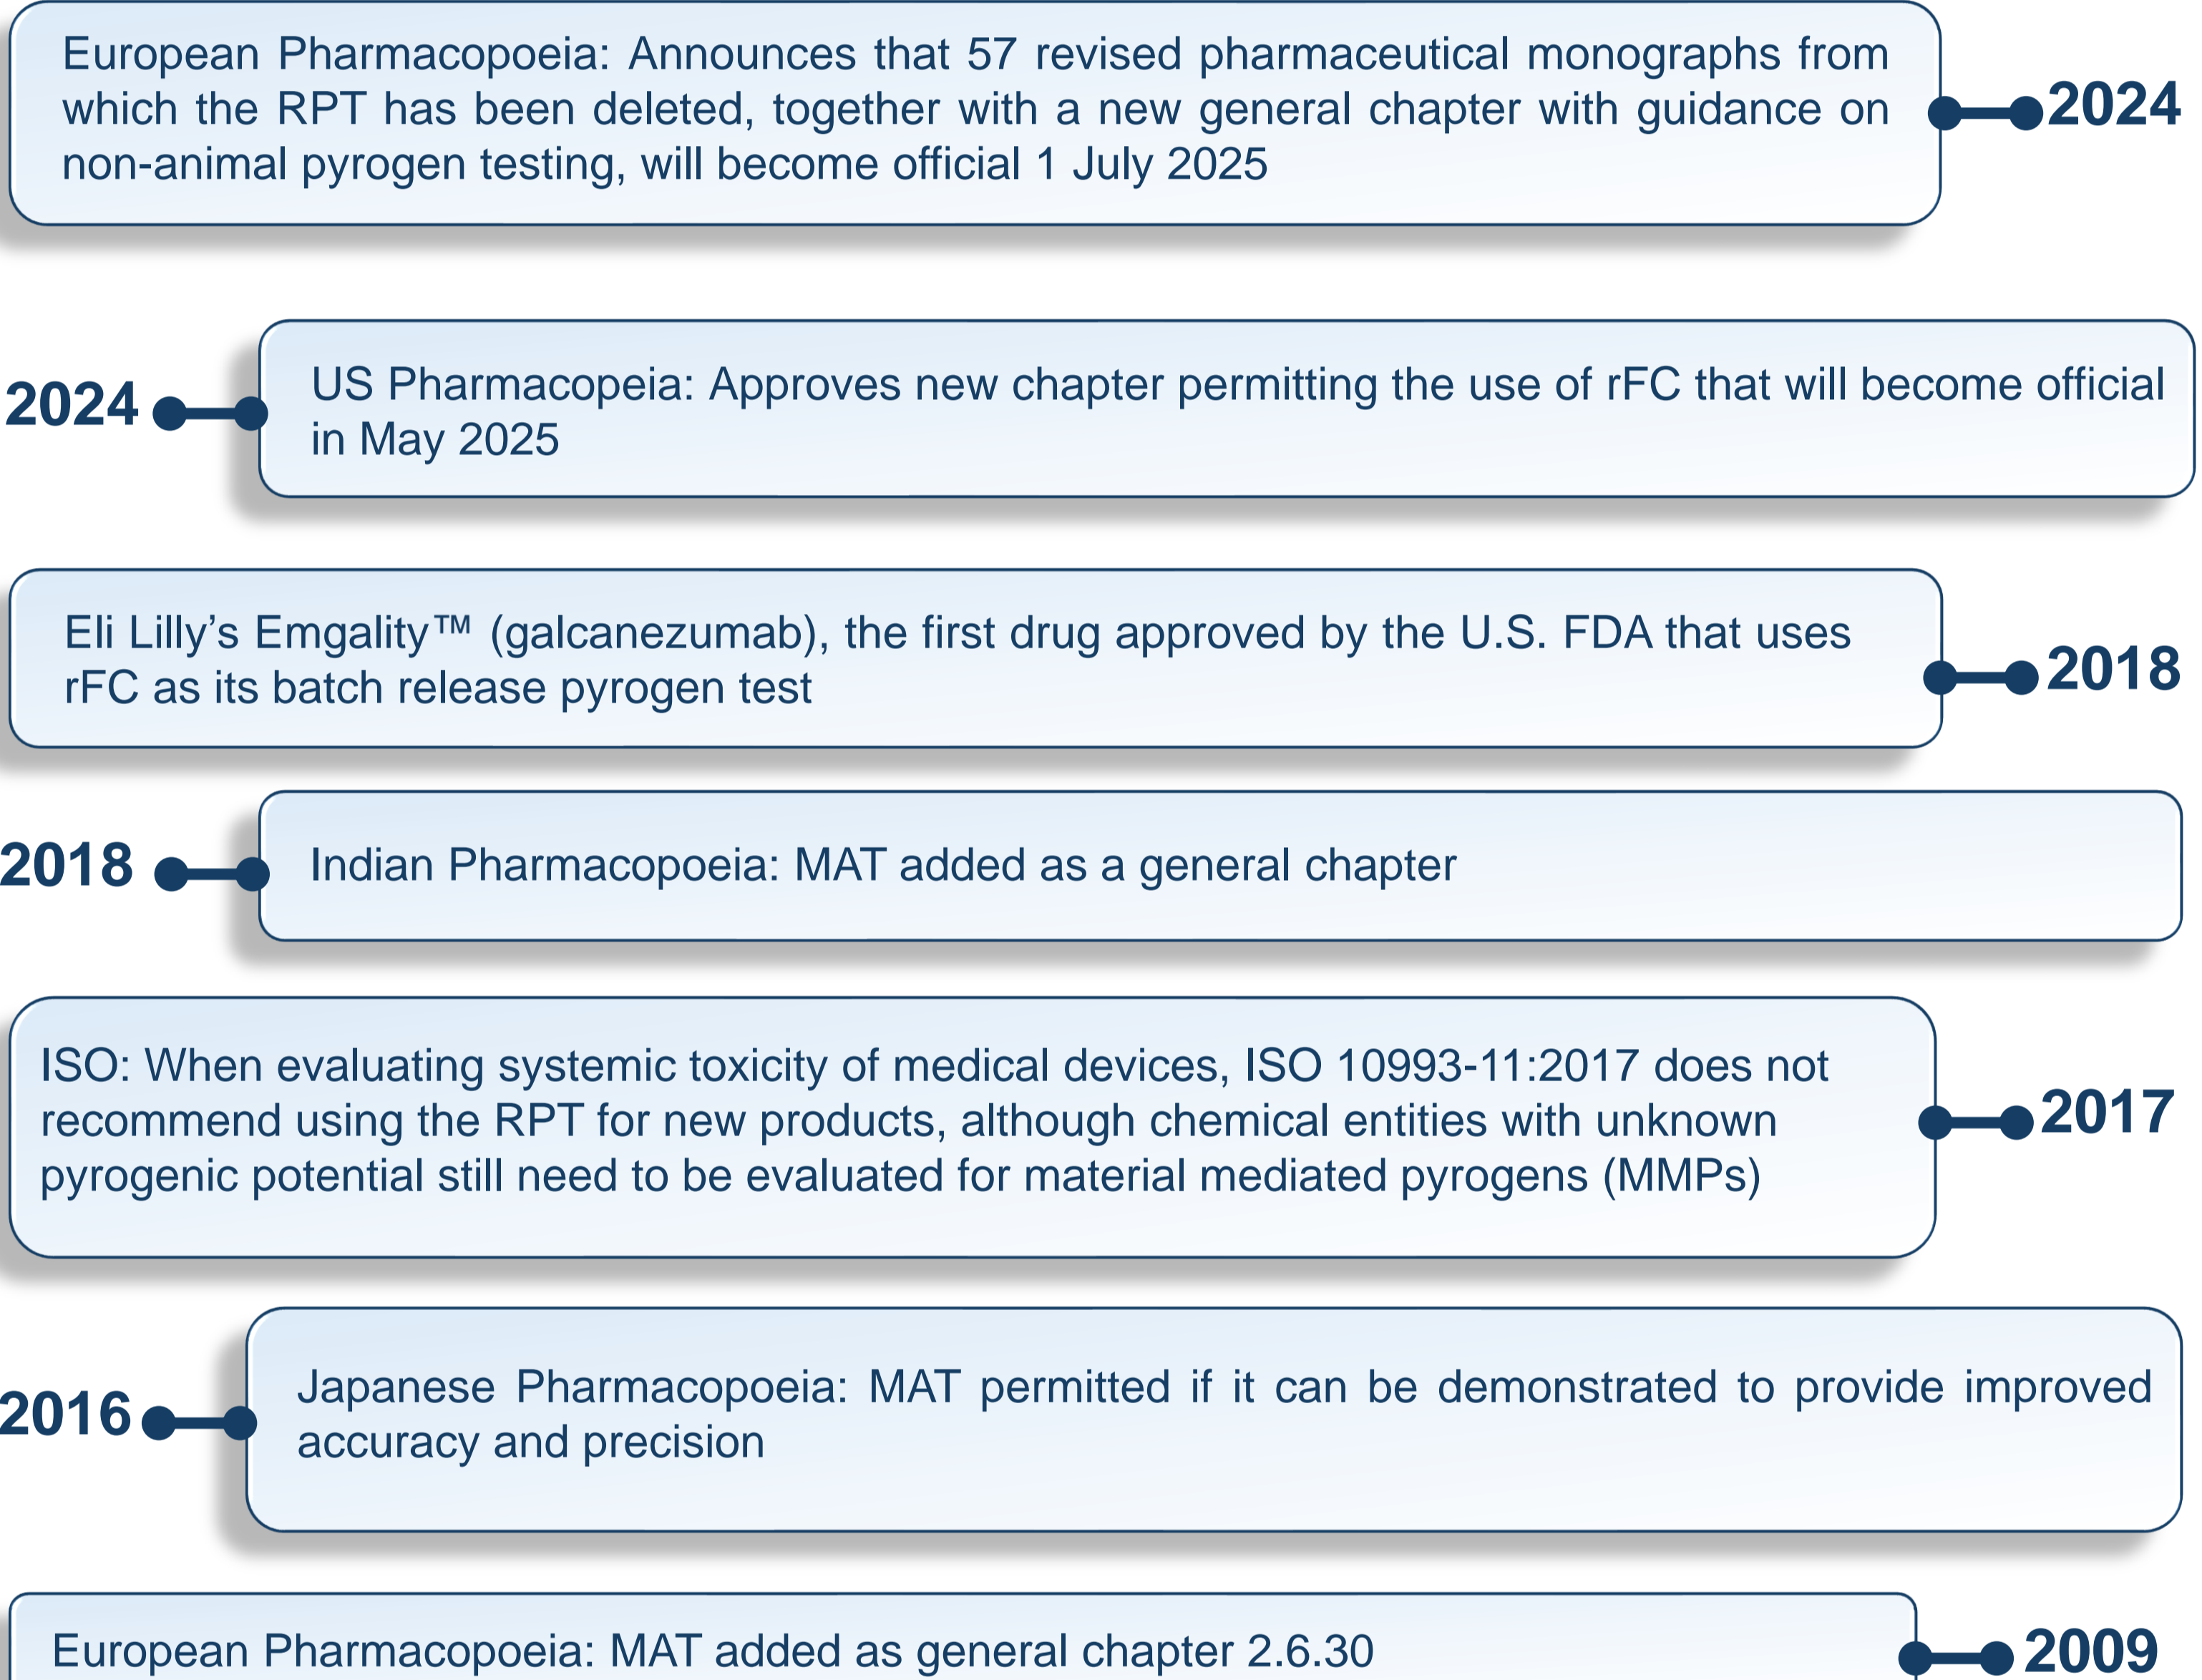 European Pharmacopoeia: Announces that 57 revised pharmaceutical monographs from
which the RPT has been deleted, together with a new general chapter with guidance on
non-animal pyrogen testing, will become official 1 July 2025
2024
2024
US Pharmacopeia: Approves new chapter permitting the use of rFC that will become official
in May 2025
Eli Lilly’s Emgality™ (galcanezumab), the first drug approved by the U.S. FDA that uses
rFC as its batch release pyrogen test
2018
2018
Indian Pharmacopoeia: MAT added as a general chapter
ISO: When evaluating systemic toxicity of medical devices, ISO 10993-11:2017 does not
recommend using the RPT for new products, although chemical entities with unknown
pyrogenic potential still need to be evaluated for material mediated pyrogens (MMPs)
2017
2016
Japanese Pharmacopoeia: MAT permitted if it can be demonstrated to provide improved
accuracy and precision
European Pharmacopoeia: MAT added as general chapter 2.6.30
2009